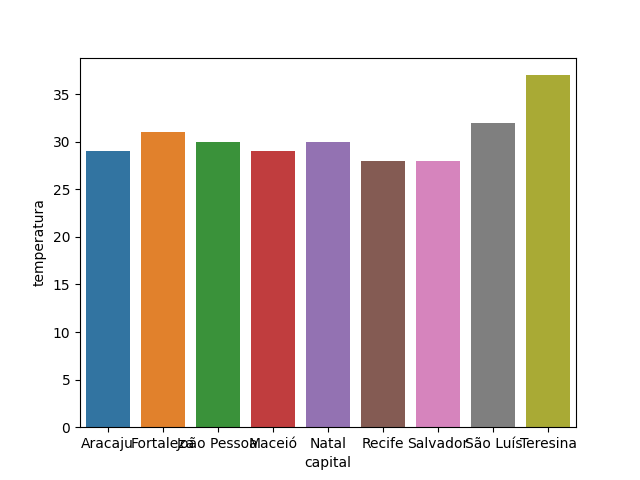 temperatura
35
30
25
20
15
10
5
0
Aracaju Fortaleza João Pessoa Maceió Natal Recife Salvador São Luís Teresina
capital